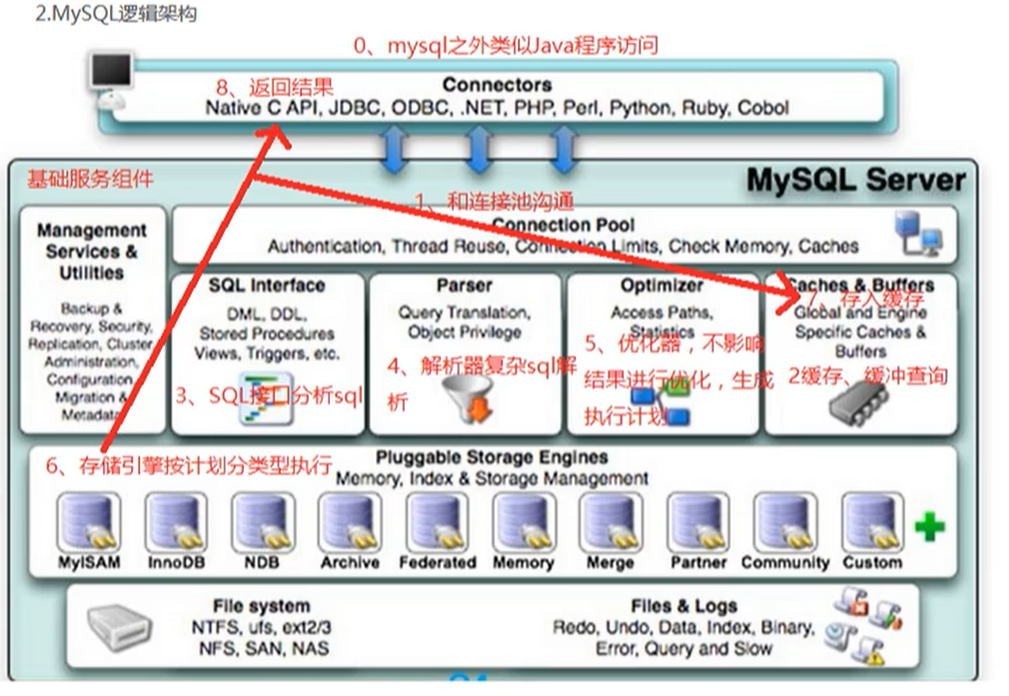 2.MySQL逻辑架构
0、mysql之外类似Java程序访问
8、返回结果
Connectors
Native C API, JDBC, ODBC, .NET, PHP, Perl, Python, Ruby, Cobol
基础服务组件
MySQL Server
1、和连接池沟通
Connection Pool
Authentication, Thread Reuse, Connection Limits, Check Memory, Caches
Management
Services &
Utilities
Backup &
Recovery, Security,
Replication, Cluster,
Administration,
Configuration,
Migration &
Metadata
SQL Interface
DML, DDL,
Stored Procedures
Views, Triggers, etc.
3、SQL接口分析sql
Parser
Query Translation,
Object Privilege
4、解析器复杂sql解
析
Optimizer
Access Paths,
Statistics
5、优化器，不影响
结果进行优化，生成
执行计划
Caches & Buffers
7、存入缓存
Global and Engine
Specific Caches &
Buffers
2缓存、缓冲查询
6、存储引擎按计划分类型执行
Pluggable Storage Engines
Memory, Index & Storage Management
MyISAM InnoDB NDB Archive Federated Memory Merge Partner Community Custom
File system
NTFS, ufs, ext2/3
NFS, SAN, NAS
Files & Logs
Redo, Undo, Data, Index, Binary,
Error, Query and Slow